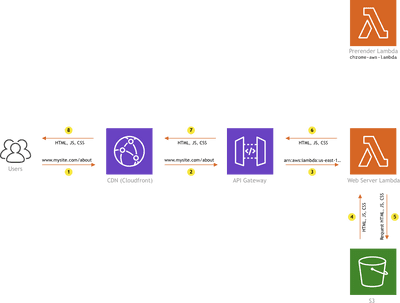 Prerender Lambda
chrome-aws-lambda
8
7
6
HTML, JS, CSS
HTML, JS, CSS
HTML, JS, CSS
www.mysite.com/about
www.mysite.com/about
arn:aws:lambda:us-east-1...
Users
1
CDN (Cloudfront)
2
API Gateway
3
Web Server Lambda
4
HTML, JS, CSS
Request HTML, JS, CSS
5
S3